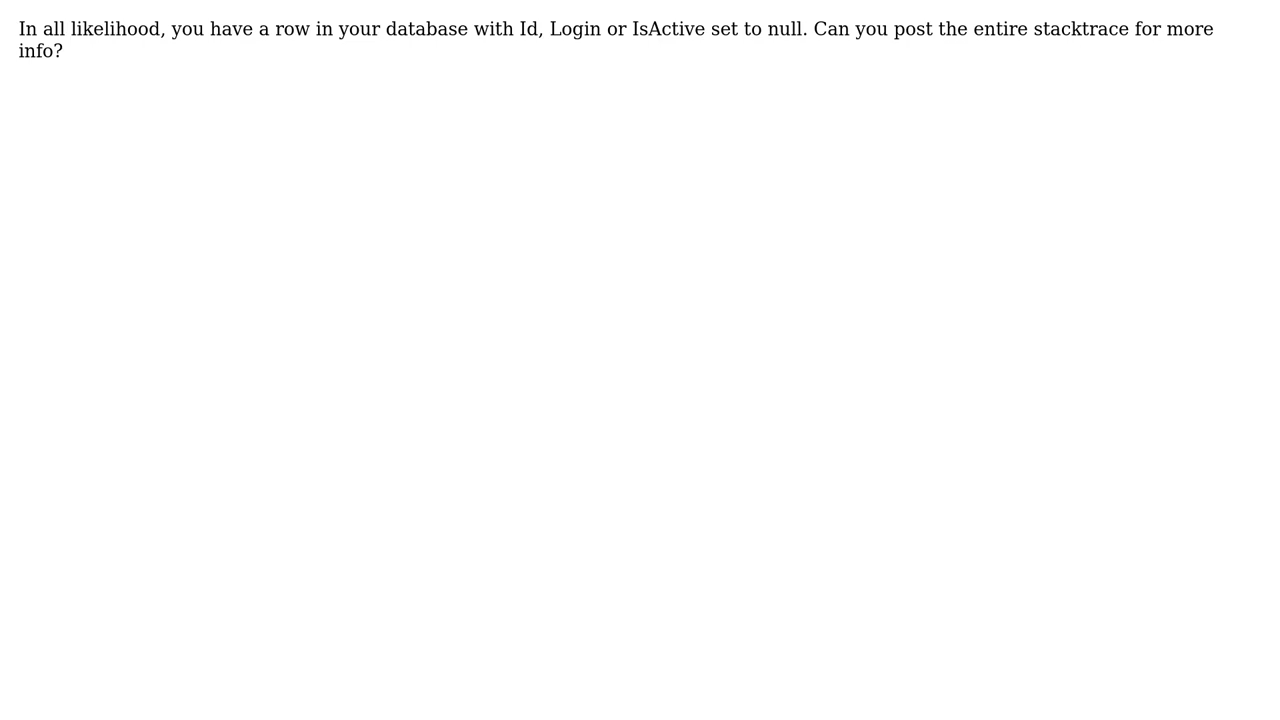 In all likelihood, you have a row in your database with Id, Login or IsActive set to null. Can you post the entire stacktrace for more
info?